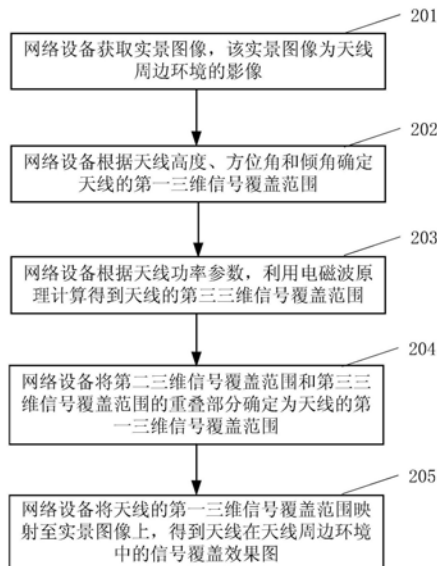 201
网络设备获取实景图像，该实景图像为天线
周边环境的影像
202
网络设备根据天线高度、方位角和倾角确定
天线的第一三维信号覆盖范围
203
网络设备根据天线功率参数，利用电磁波原
理计算得到天线的第三三维信号覆盖范围
204
网络设备将第二三维信号覆盖范围和第三三
维信号覆盖范围的重叠部分确定为天线的第
一三维信号覆盖范围
205
网络设备将天线的第一三维信号覆盖范围映
射至实景图像上，得到天线在天线周边环境
中的信号覆盖效果图